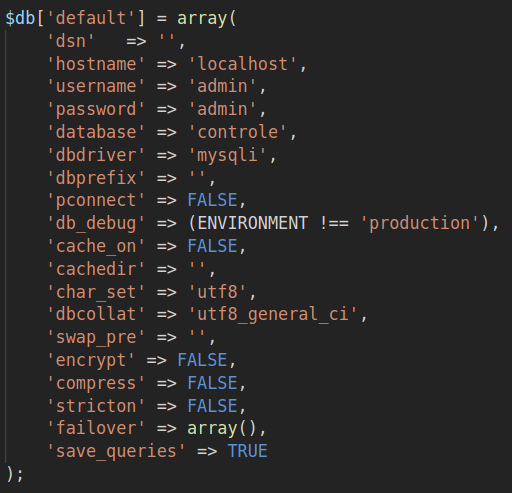 $db['default'] = array(
    'dsn'   => '',
    'hostname' => 'localhost',
    'username' => 'admin',
    'password' => 'admin',
    'database' => 'controle',
    'dbdriver' => 'mysqli',
    'dbprefix' => '',
    'pconnect' => FALSE,
    'db_debug' => (ENVIRONMENT !== 'production'),
    'cache_on' => FALSE,
    'cachedir' => '',
    'char_set' => 'utf8',
    'dbcollat' => 'utf8_general_ci',
    'swap_pre' => '',
    'encrypt' => FALSE,
    'compress' => FALSE,
    'stricton' => FALSE,
    'failover' => array(),
    'save_queries' => TRUE
);